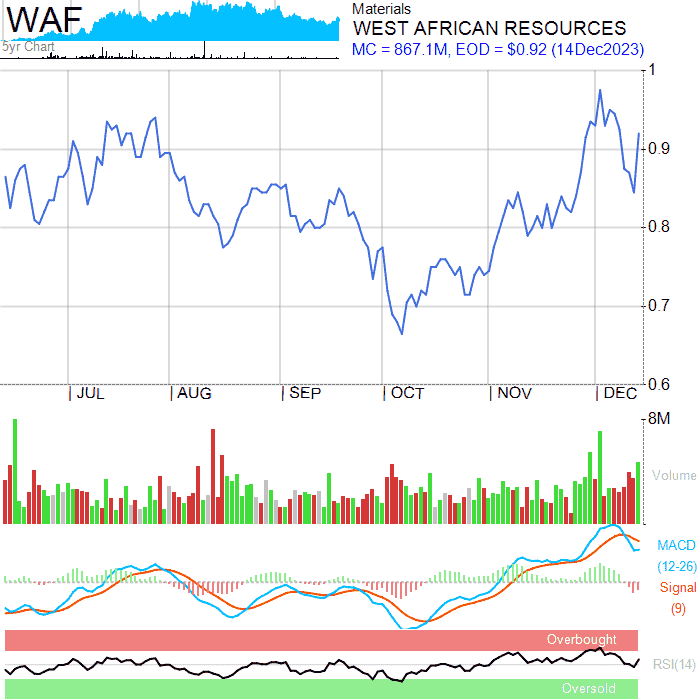 WAF
5yr Chart
Materials
WEST AFRICAN RESOURCES
MC = 867.1M, EOD = $0.92 (14Dec2023)
1
0.9
0.8
0.7
0.6
JUL AUG SEP OCT NOV DEC
8M
Volume
MACD
(12-26)
Signal
(9)
Overbought
RSI(14)
Oversold